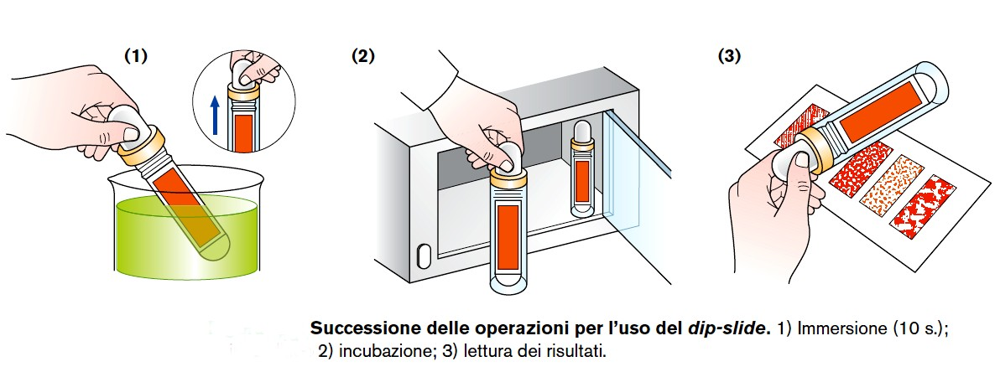 (1)
(2)
(3)
Successione delle operazioni per l'uso del dip-slide. 1) Immersione (10 s.);
2) incubazione; 3) lettura dei risultati.